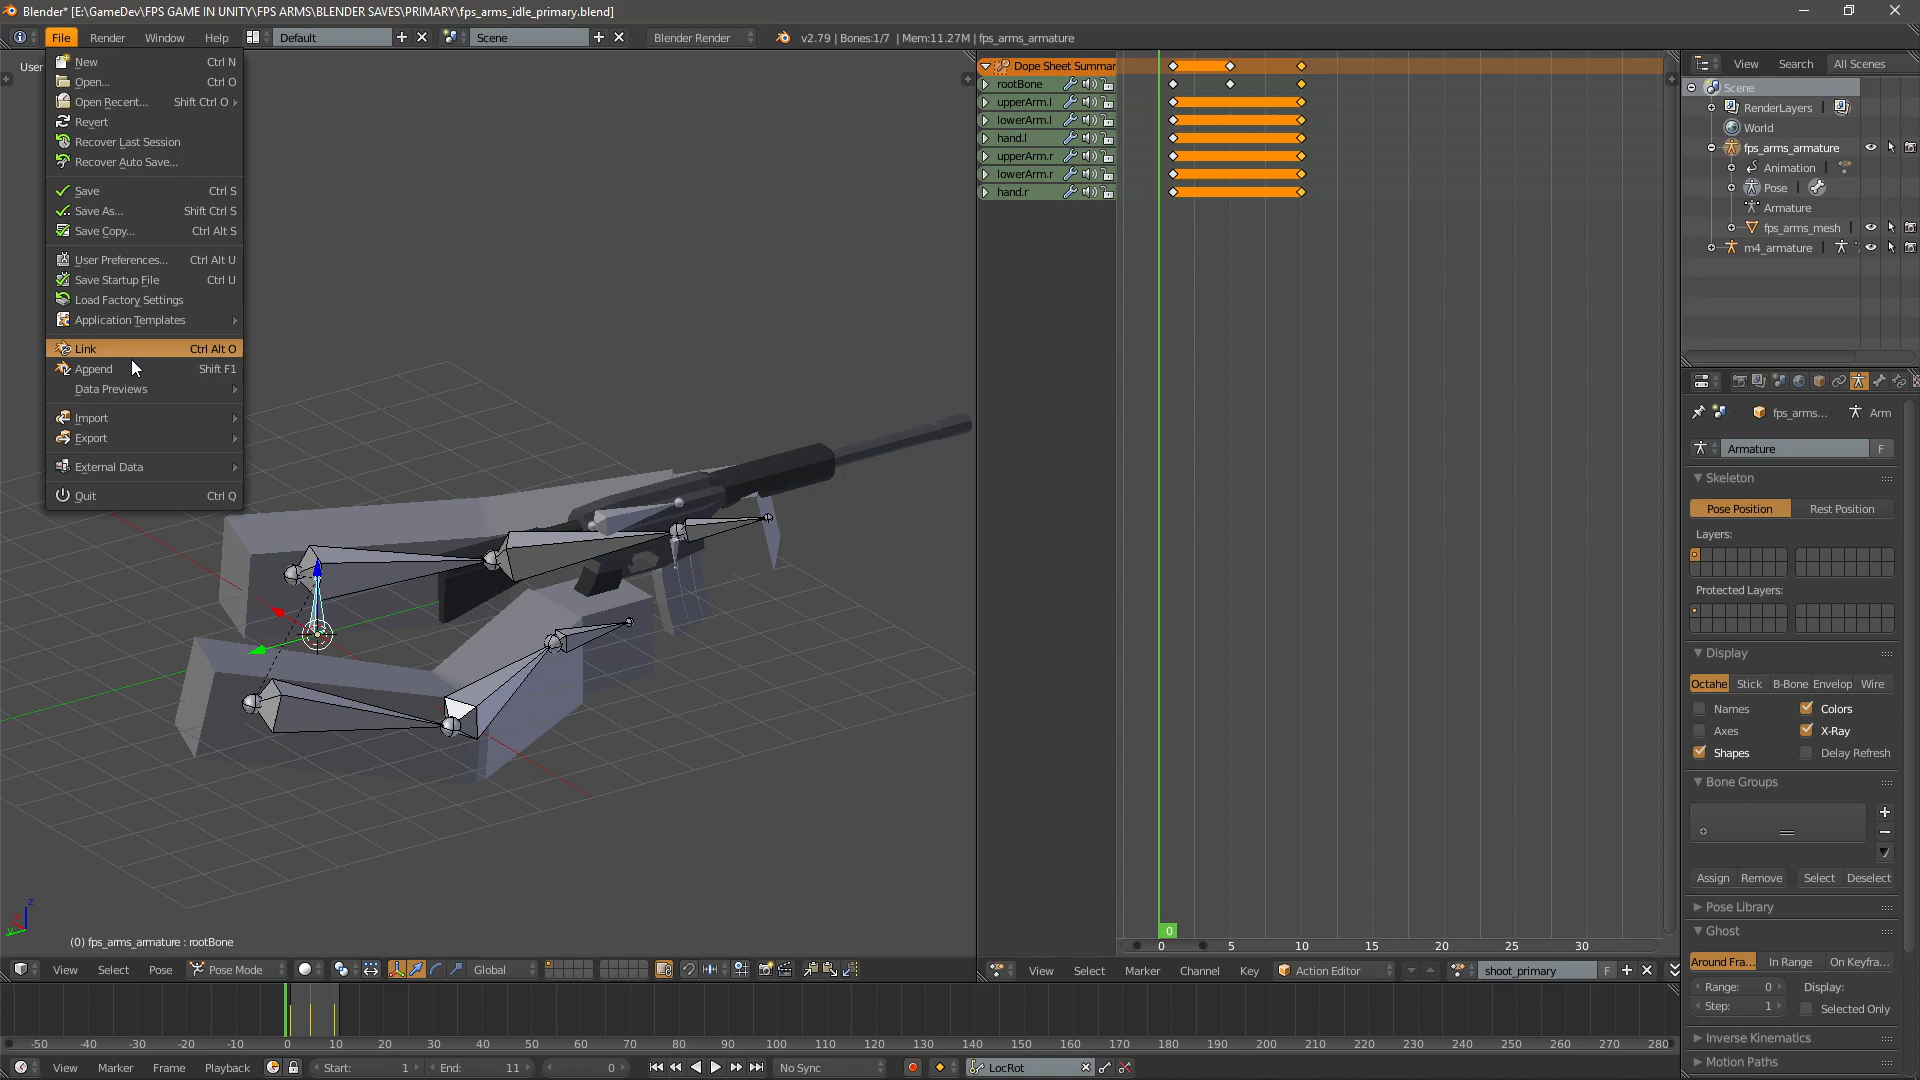 Blender* [E:\GameDev\FPS GAME IN UNITY\FPS ARMS\BLENDER SAVES\PRIMARY\fps_arms_idle_primary.blend]
File Render Window Help Default Scene Blender Render v2.79 | Bones:1/7 | Mem:11.27M | fps_arms_armature
User
New Ctrl N
Open... Ctrl O
Open Recent... Shift Ctrl O
Revert
Recover Last Session
Recover Auto Save...
Save Ctrl S
Save As... Shift Ctrl S
Save Copy... Ctrl Alt S
User Preferences... Ctrl Alt U
Save Startup File Ctrl U
Load Factory Settings
Application Templates
Link Ctrl Alt O
Append Shift F1
Data Previews
Import
Export
External Data
Quit Ctrl Q
(0) fps_arms_armature : rootBone
z
y
View Select Pose Pose Mode Global
Dope Sheet Summar
rootBone
upperArm.l
lowerArm.l
hand.l
upperArm.r
lowerArm.r
hand.r
0
0 5 10 15 20 25 30
View Select Marker Channel Key Action Editor shoot_primary F
View Search All Scenes
Scene
RenderLayers
World
fps_arms_armature
Animation
Pose
Armature
fps_arms_mesh
m4_armature
fps_arms... Arm
Armature F
Skeleton
Pose Position Rest Position
Layers:
Protected Layers:
Display
Octahe Stick B-Bone Envelop Wire
Names Colors
Axes X-Ray
Shapes Delay Refresh
Bone Groups
Assign Remove Select Deselect
Pose Library
Ghost
Around Fra... In Range On Keyfra...
Range: 0 Display:
Step: 1 Selected Only
Inverse Kinematics
Motion Paths
-50 -40 -30 -20 -10 0 10 20 30 40 50 60 70 80 90 100 110 120 130 140 150 160 170 180 190 200 210 220 230 240 250 260 270 280
View Marker Frame Playback Start: 1 End: 11 0 No Sync LocRot